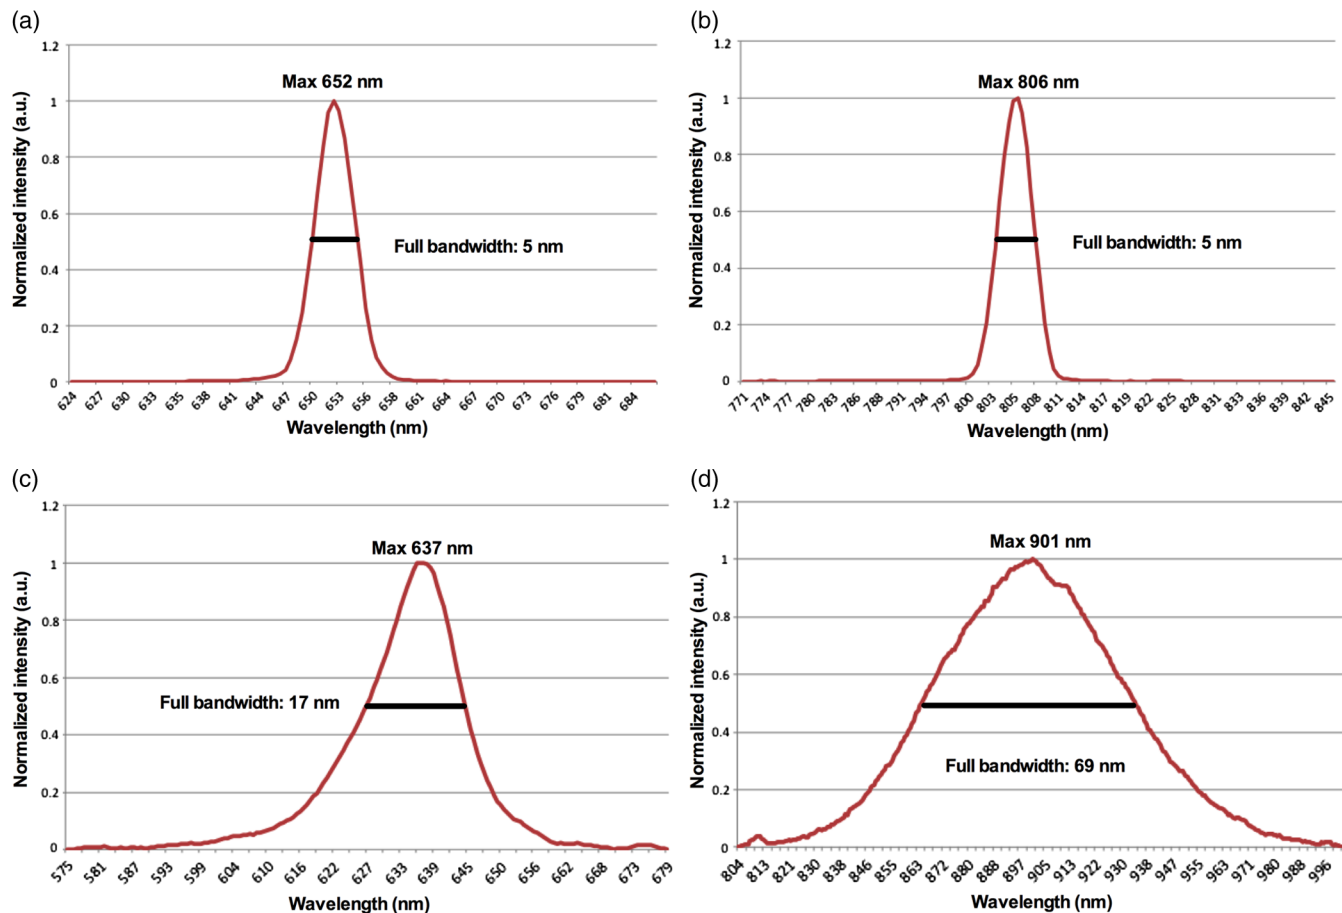 (a)
1.2
1
0.8
0.6
0.4
0.2
0
Normalized intensity (a.u.)
Max 652 nm
Full bandwidth: 5 nm
624 627 630 633 635 638 641 644 647 650 653 656 658 661 664 667 670 673 676 679 681 684
Wavelength (nm)
(b)
1.2
1
0.8
0.6
0.4
0.2
0
Normalized intensity (a.u.)
Max 806 nm
Full bandwidth: 5 nm
771 774 777 780 783 786 788 791 794 797 800 803 805 808 811 814 817 819 822 825 828 831 833 836 839 842 845
Wavelength (nm)
(c)
1.2
1
0.8
0.6
0.4
0.2
0
Normalized intensity (a.u.)
Max 637 nm
Full bandwidth: 17 nm
575 581 587 593 599 604 610 616 622 627 633 639 645 650 656 662 668 673 679
Wavelength (nm)
(d)
1.2
1
0.8
0.6
0.4
0.2
0
Normalized intensity (a.u.)
Max 901 nm
Full bandwidth: 69 nm
804 813 821 830 838 846 855 863 872 880 888 897 905 913 922 930 938 947 955 963 971 980 988 996
Wavelength (nm)